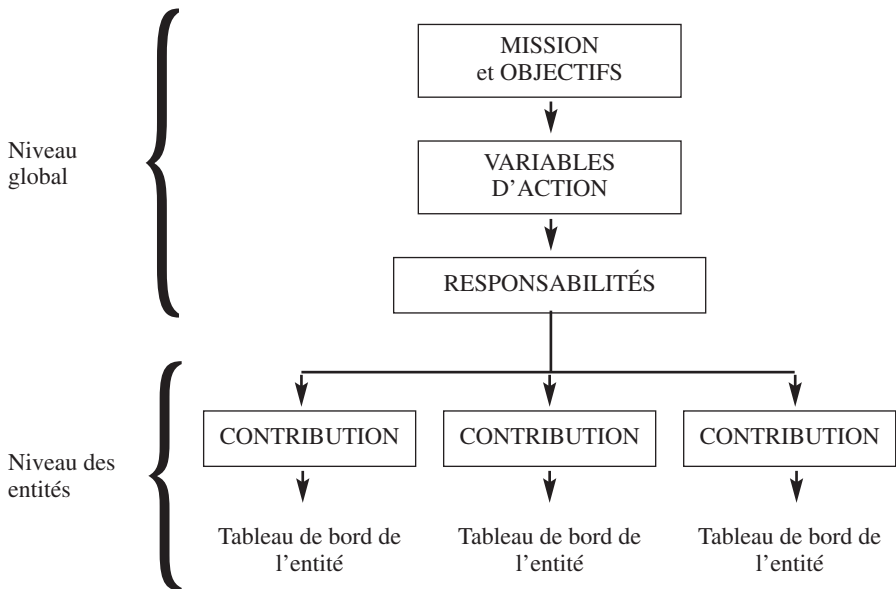 MISSION
et OBJECTIFS
Niveau
global
VARIABLES
D’ACTION
RESPONSABILITÉS
CONTRIBUTION
CONTRIBUTION
CONTRIBUTION
Niveau des
entités
Tableau de bord de
l’entité
Tableau de bord de
l’entité
Tableau de bord de
l’entité